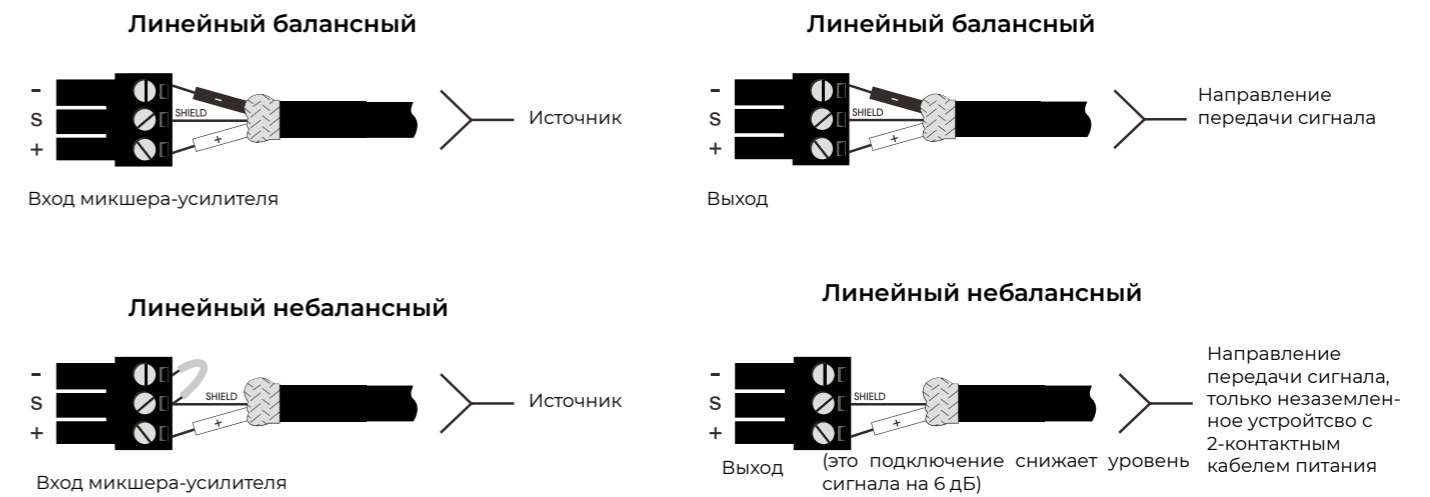 Линейный балансный
-
S
+
SHIELD
-
+
Источник
Вход микшера-усилителя
Линейный балансный
-
S
+
SHIELD
-
+
Направление
передачи сигнала
Выход
Линейный небалансный
-
S
+
SHIELD
+
Источник
Вход микшера-усилителя
Линейный небалансный
-
S
+
SHIELD
+
Направление
передачи сигнала,
только незаземлен-
ное устройтсво с
2-контактным
кабелем питания
Выход
(это подключение снижает уровень
сигнала на 6 дБ)